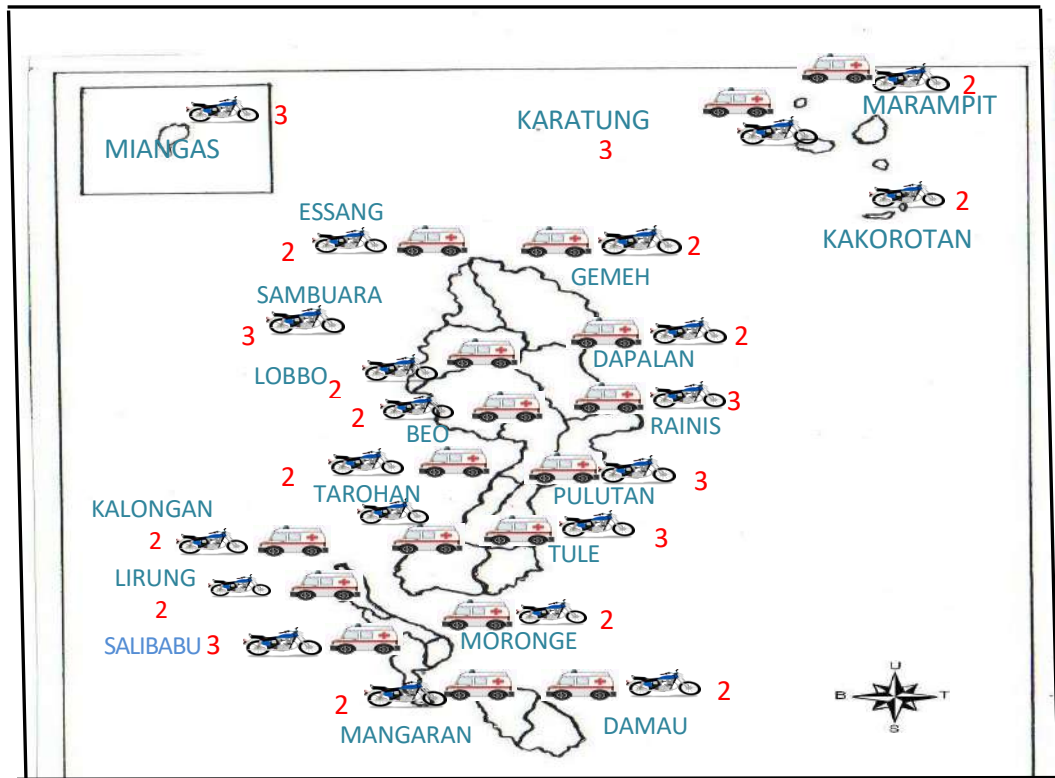 2
3
MARAMPIT
KARATUNG
MIANGAS
3
2
ESSANG
KAKOROTAN
2
2
GEMEH
SAMBUARA
3
2
DAPALAN
LOBBO 2
3
2
RAINIS
BEO
2
TAROHAN
PULUTAN
3
KALONGAN
2
TULE
3
LIRUNG
2
2
MORONGE
SALIBABU 3
U
B
T
S
2
2
DAMAU
MANGARAN